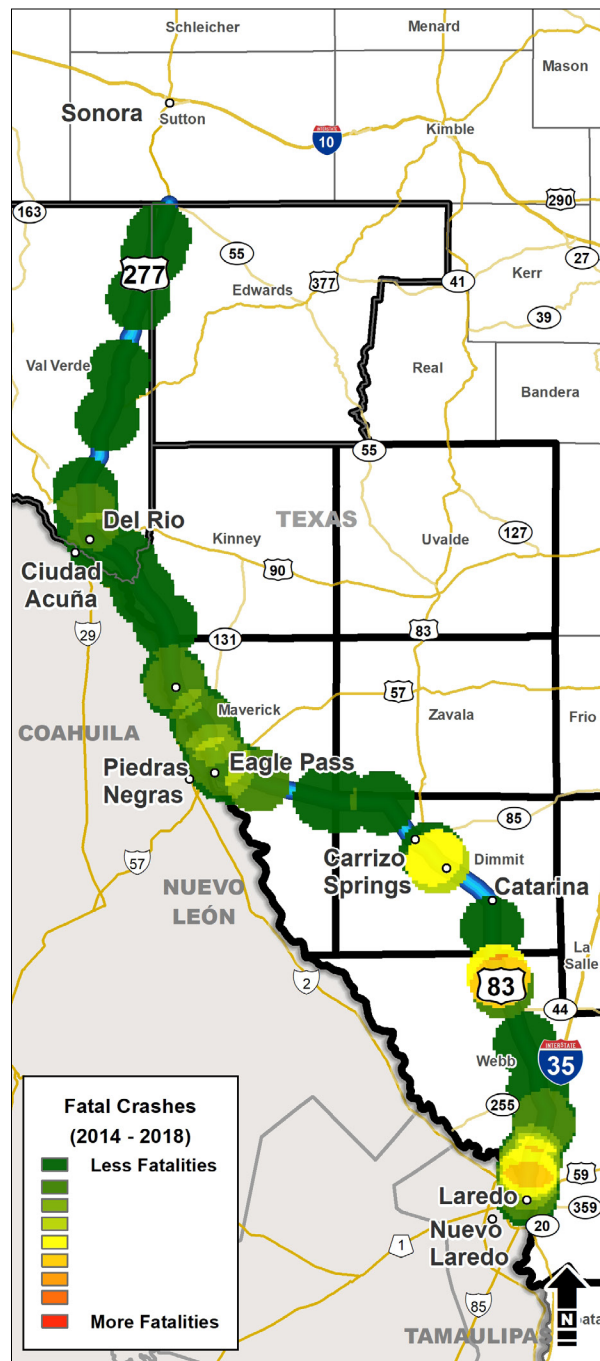 Schleicher
Menard
Mason
Sonora
Sutton
Kimble
INTERSTATE
10
163
290
277
55
377
41
Kerr
27
Edwards
39
Val Verde
Real
Bandera
55
Del Rio
Kinney
TEXAS
Uvalde
127
Ciudad
Acuña
90
29
131
83
57
Maverick
Zavala
Frio
COAHUILA
Piedras
Negras
Eagle Pass
85
Carrizo
Springs
Dimmit
57
NUEVO
LEÓN
Catarina
La
Salle
2
83
44
Webb
INTERSTATE
35
255
Fatal Crashes
(2014 - 2018)
Less Fatalities
More Fatalities
59
Laredo
359
Nuevo
Laredo
20
1
85
N
TAMAULIPAS